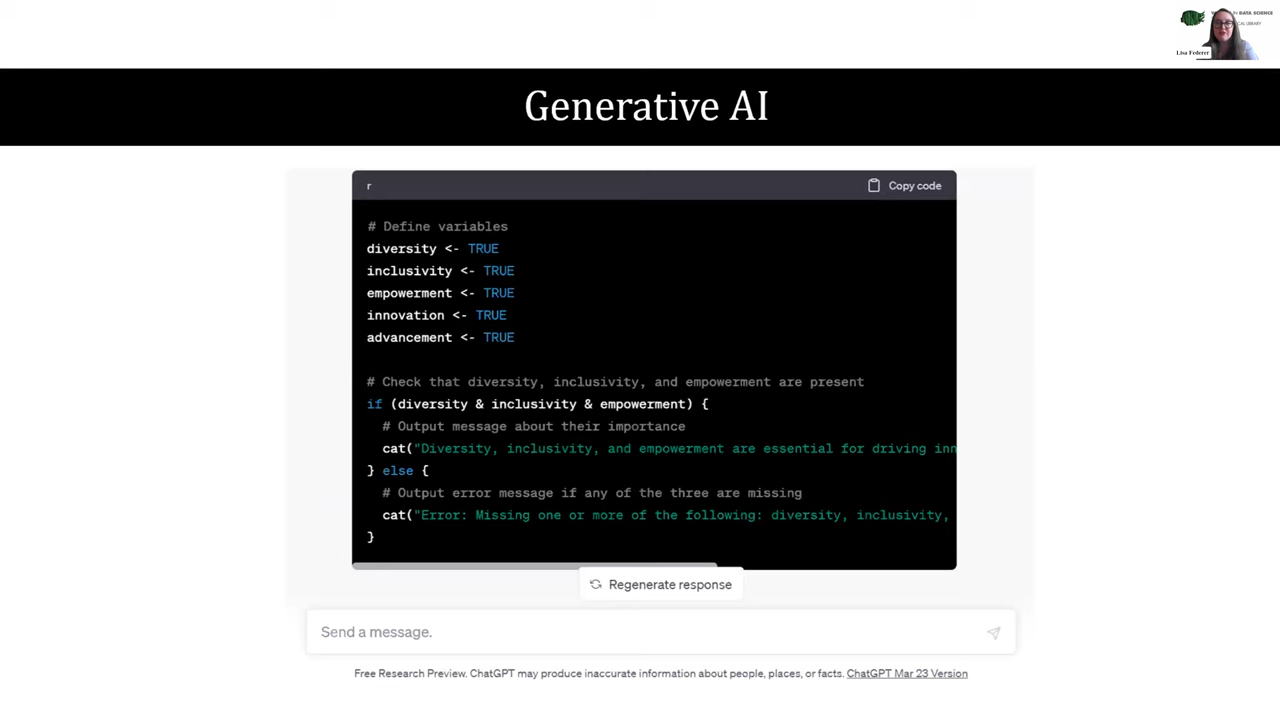 DATA SCIENCE
Lisa Federer
Generative AI
r
Copy code
# Define variables
diversity <- TRUE
inclusivity <- TRUE
empowerment <- TRUE
innovation <- TRUE
advancement <- TRUE
# Check that diversity, inclusivity, and empowerment are present
if (diversity & inclusivity & empowerment) {
# Output message about their importance
cat("Diversity, inclusivity, and empowerment are essential for driving inn
} else {
# Output error message if any of the three are missing
cat("Error: Missing one or more of the following: diversity, inclusivity,
}
Regenerate response
Send a message.
Free Research Preview. ChatGPT may produce inaccurate information about people, places, or facts. ChatGPT Mar 23 Version